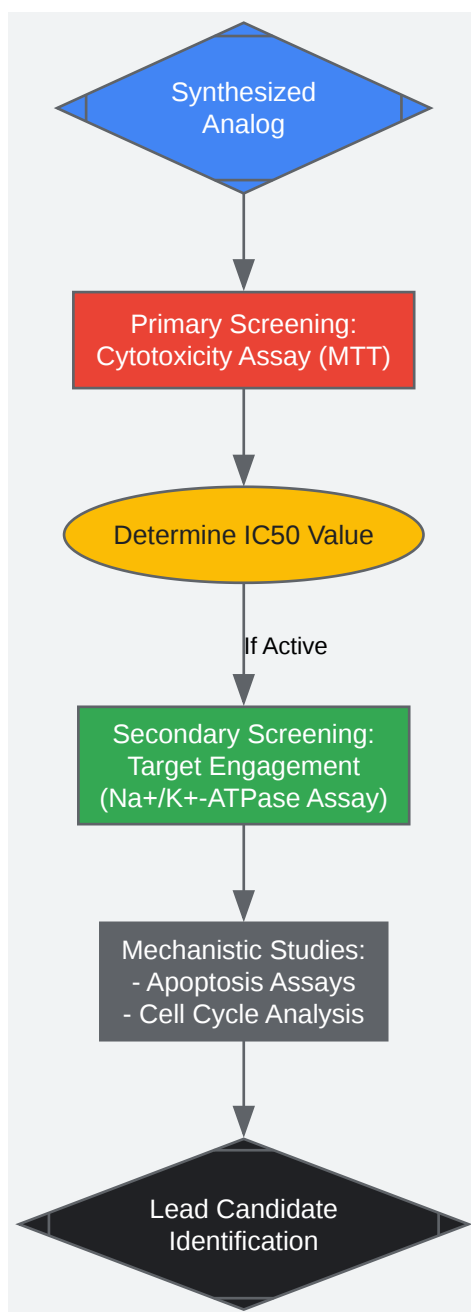 Synthesized
Analog
Primary Screening:
Cytotoxicity Assay (MTT)
Determine IC50 Value
If Active
Secondary Screening:
Target Engagement
(Na+/K+-ATPase Assay)
Mechanistic Studies:
- Apoptosis Assays
- Cell Cycle Analysis
Lead Candidate
Identification